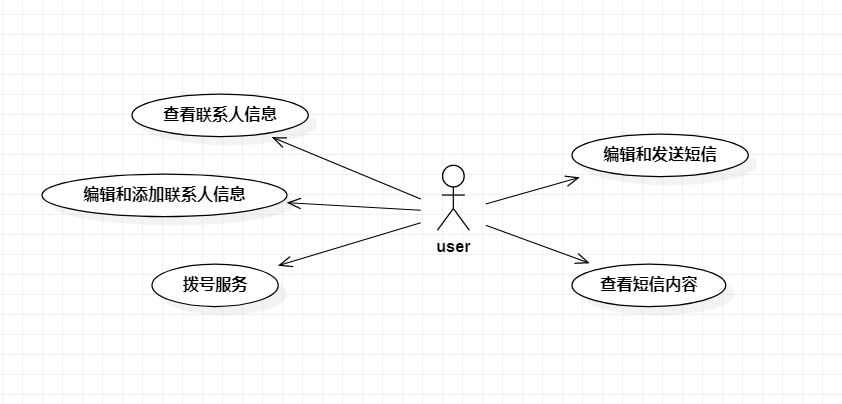 查看联系人信息
编辑和发送短信
编辑和添加联系人信息
user
拨号服务
查看短信内容